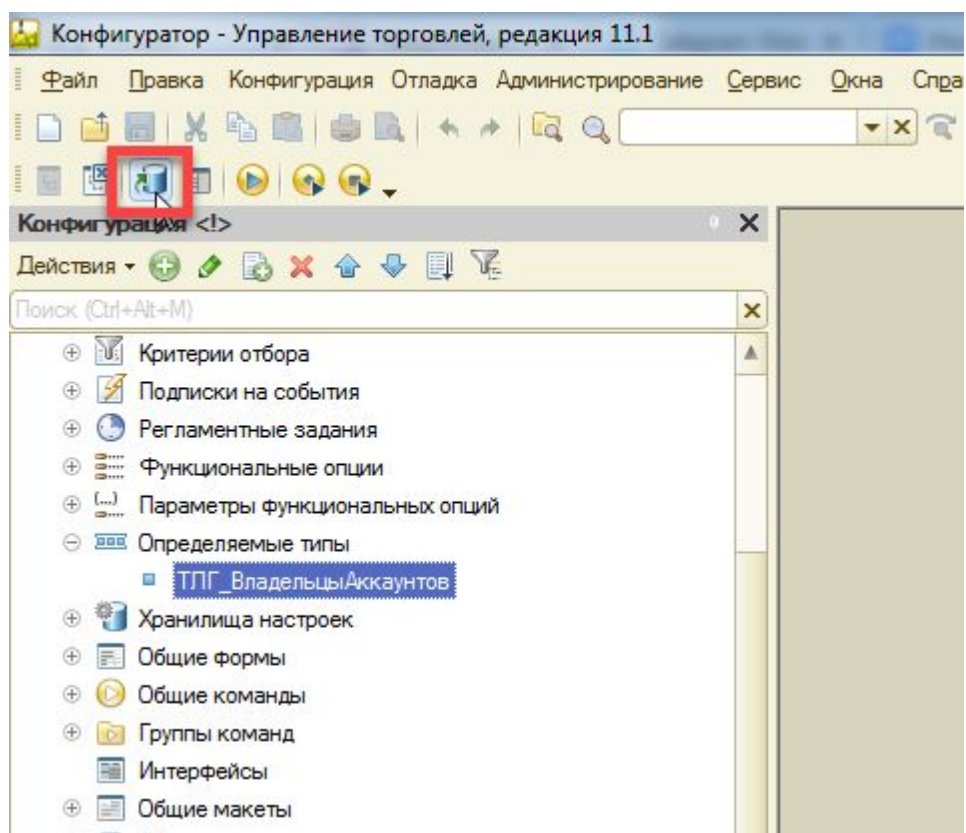 Конфигуратор - Управление торговлей, редакция 11.1
Файл Правка Конфигурация Отладка Администрирование Сервис Окна Спра
Конфигурация <!>
Действия
Поиск (Ctrl+Alt+M)
Критерии отбора
Подписки на события
Регламентные задания
Функциональные опции
Параметры функциональных опций
Определяемые типы
ТЛГ_ВладельцыАккаунтов
Хранилища настроек
Общие формы
Общие команды
Группы команд
Интерфейсы
Общие макеты